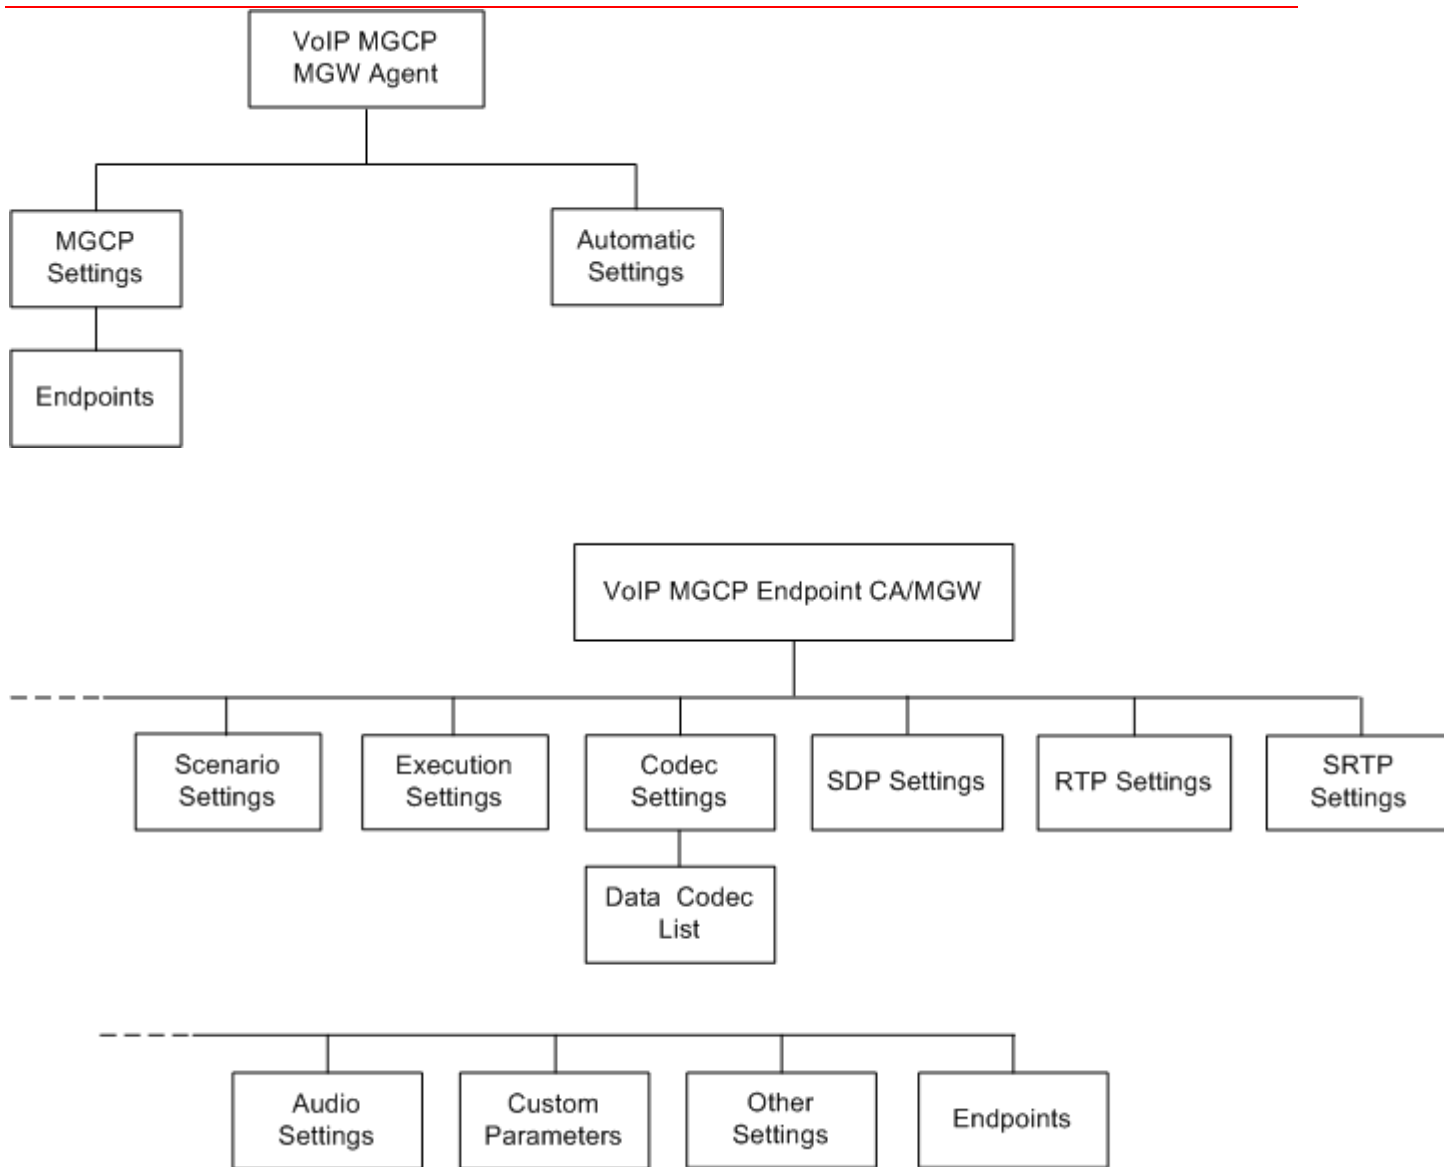 VoIP MGCP
MGW Agent
MGCP
Settings
Automatic
Settings
Endpoints
VoIP MGCP Endpoint CA/MGW
Scenario
Settings
Execution
Settings
Codec
Settings
SDP Settings
RTP Settings
SRTP
Settings
Data Codec
List
Audio
Settings
Custom
Parameters
Other
Settings
Endpoints